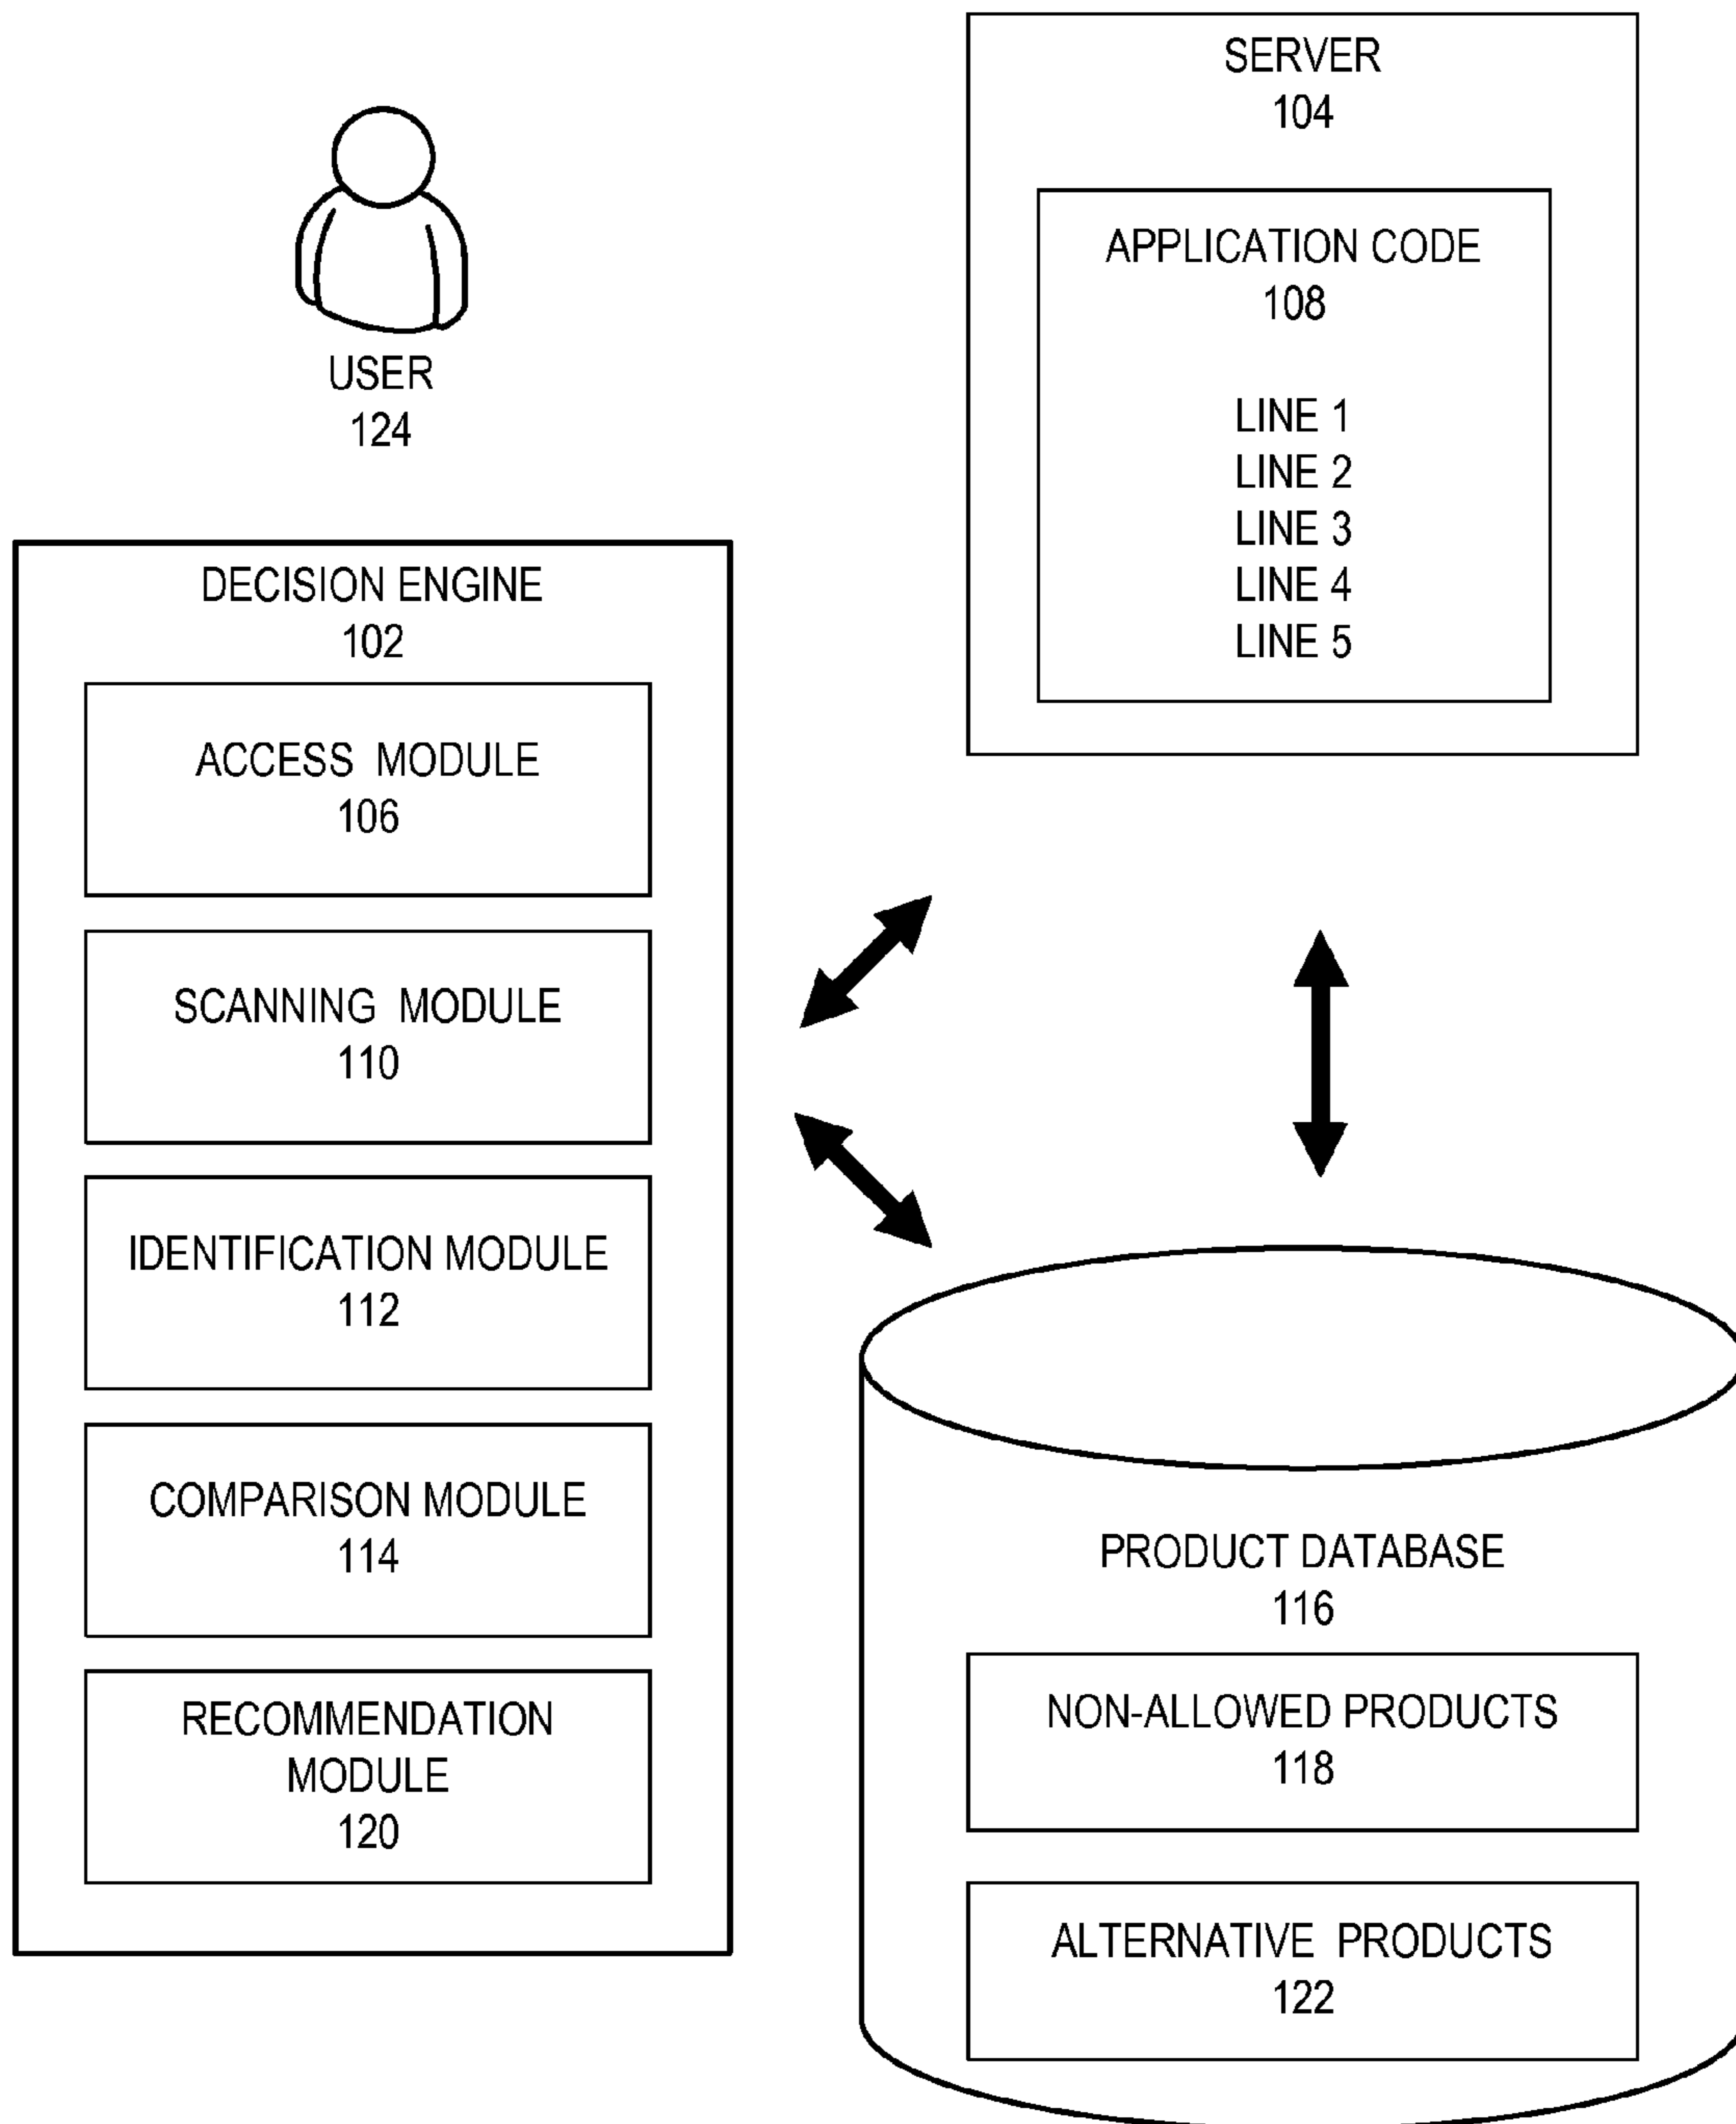 USER
124
SERVER
104
APPLICATION CODE
108
LINE 1
LINE 2
LINE 3
LINE 4
LINE 5
DECISION ENGINE
102
ACCESS MODULE
106
SCANNING MODULE
110
IDENTIFICATION MODULE
112
COMPARISON MODULE
114
RECOMMENDATION
MODULE
120
PRODUCT DATABASE
116
NON-ALLOWED PRODUCTS
118
ALTERNATIVE PRODUCTS
122